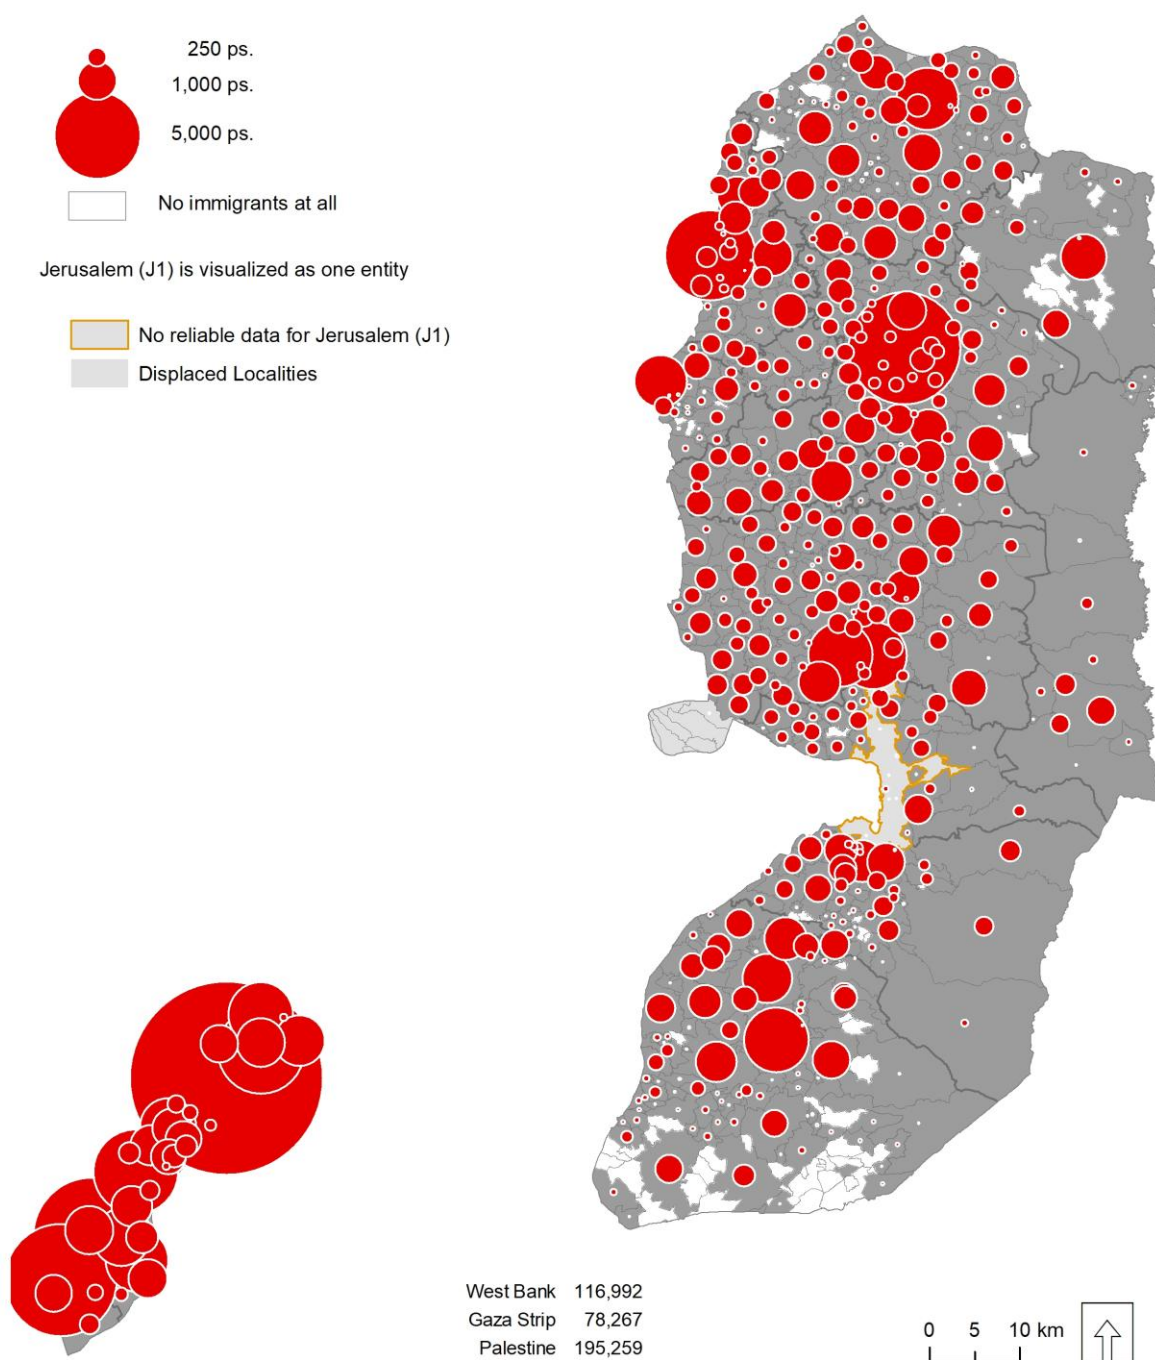 250 ps.
1,000 ps.
5,000 ps.
No immigrants at all
Jerusalem (J1) is visualized as one entity
No reliable data for Jerusalem (J1)
Displaced Localities
West Bank 116,992
Gaza Strip 78,267
Palestine 195,259
0 5 10 km